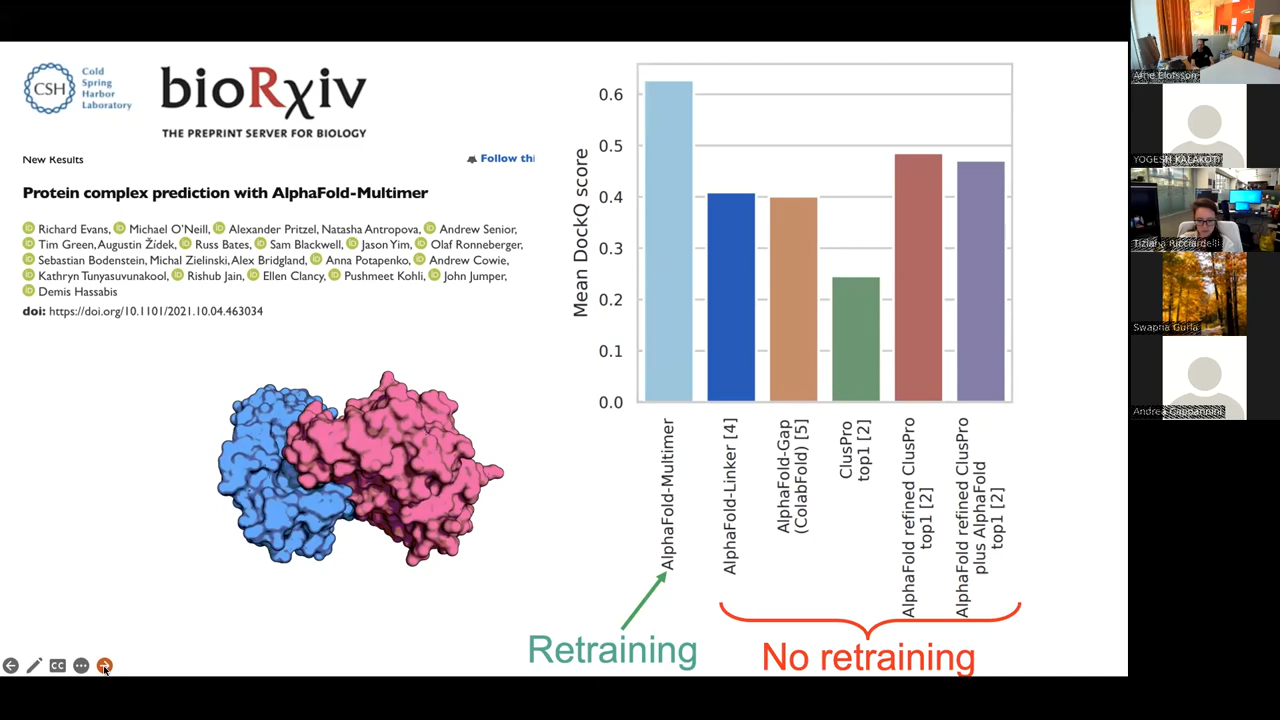 CSH
Cold
Spring
Harbor
Laboratory
bioRxiv
THE PREPRINT SERVER FOR BIOLOGY
New Results
Follow thi
Protein complex prediction with AlphaFold-Multimer
Richard Evans, Michael O'Neill, Alexander Pritzel, Natasha Antropova, Andrew Senior,
Tim Green, Augustin Žídek, Russ Bates, Sam Blackwell, Jason Yim, Olaf Ronneberger,
Sebastian Bodenstein, Michal Zielinski, Alex Bridgland, Anna Potapenko, Andrew Cowie,
Kathryn Tunyasuvunakool, Rishub Jain, Ellen Clancy, Pushmeet Kohli, John Jumper,
Demis Hassabis
doi: https://doi.org/10.1101/2021.10.04.463034
Mean DockQ score
0.6
0.5
0.4
0.3
0.2
0.1
0.0
AlphaFold-Multimer
AlphaFold-Linker [4]
AlphaFold-Gap
(ColabFold) [5]
ClusPro
top1 [2]
AlphaFold refined ClusPro
top1 [2]
AlphaFold refined ClusPro
plus AlphaFold
top1 [2]
Retraining
No retraining
CC
Arne Elofsson
YOGESH KALAKOTI
Tiziana Ricciardelli
Swapna Gurla
Andrea Cappannini